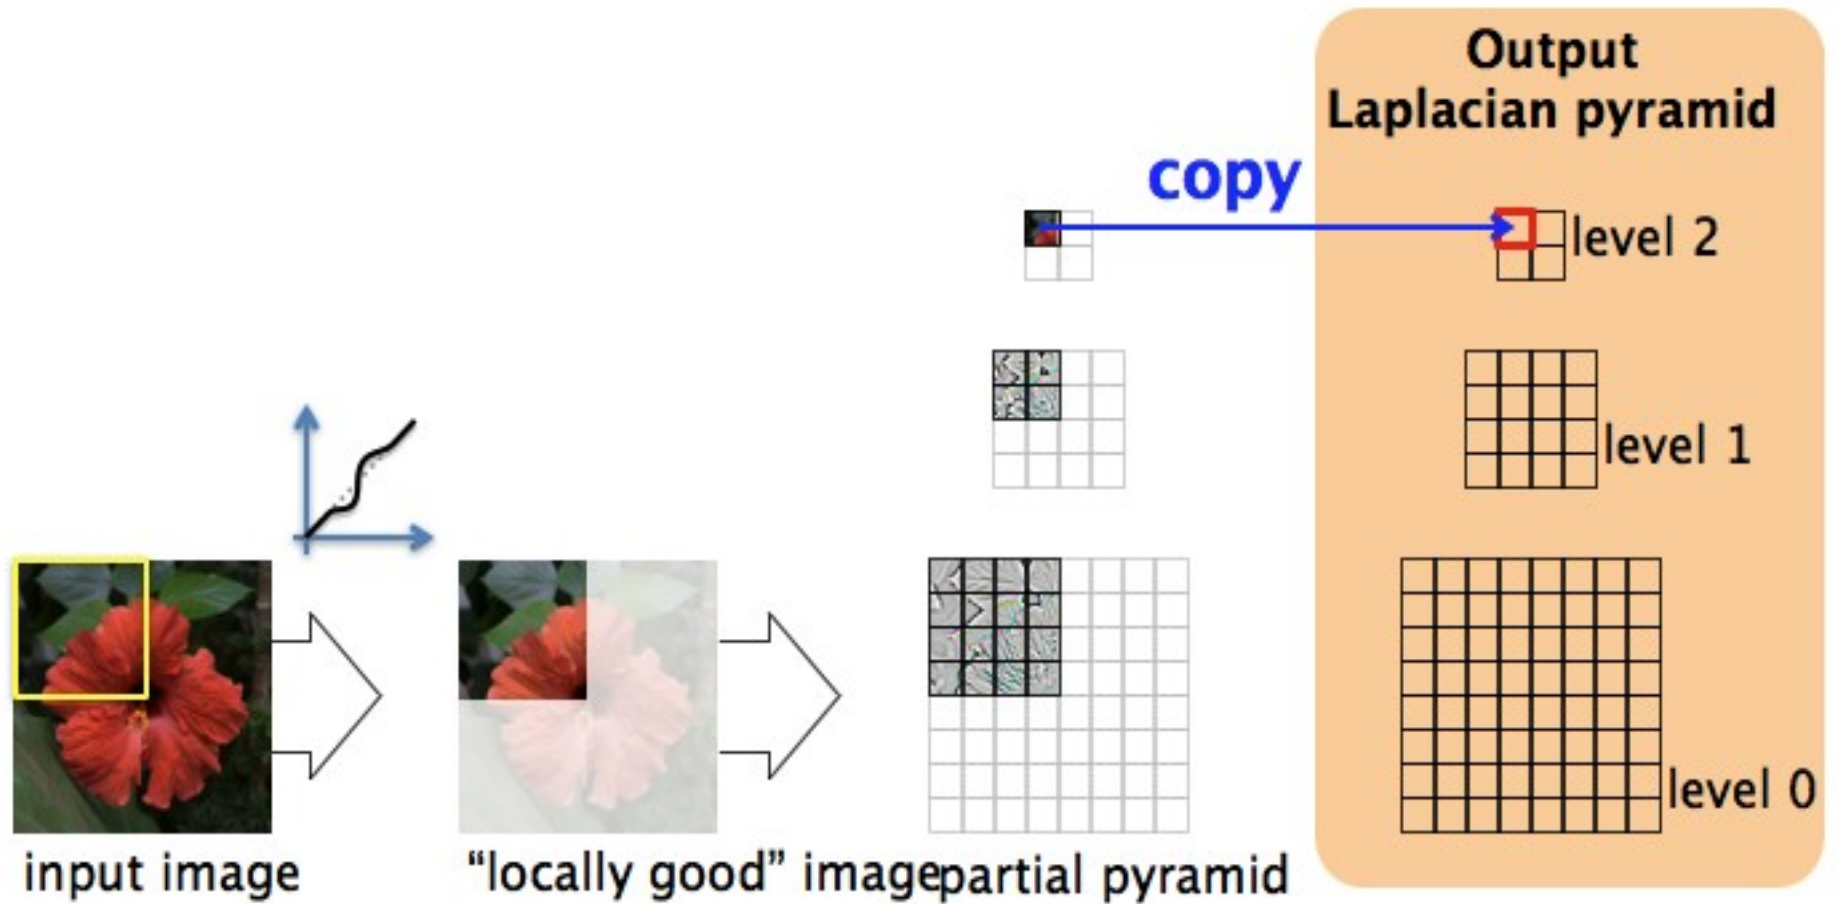 Output
Laplacian pyramid
copy
level 2
level 1
level 0
input image
“locally good” image
partial pyramid